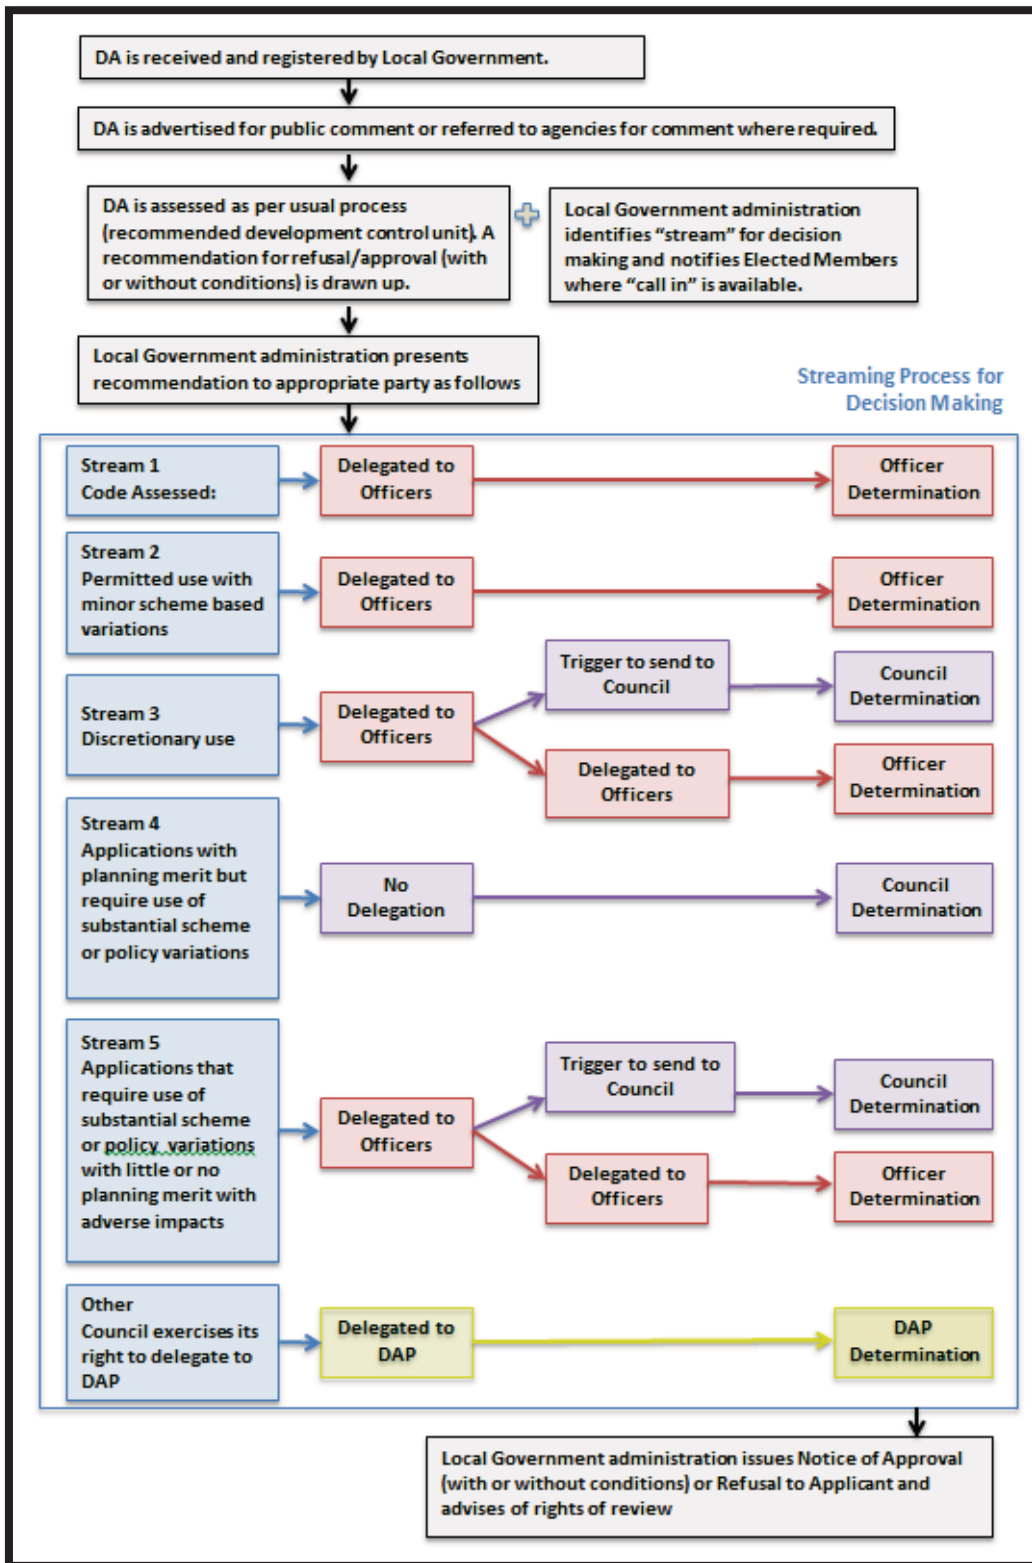 DA is received and registered by Local Government.
DA is advertised for public comment or referred to agencies for comment where required.
DA is assessed as per usual process
(recommended development control unit). A
recommendation for refusal/approval (with
or without conditions) is drawn up.
Local Government administration
identifies “stream” for decision
making and notifies Elected Members
where “call in” is available.
Local Government administration presents
recommendation to appropriate party as follows
Streaming Process for
Decision Making
Stream 1
Code Assessed:
Delegated to
Officers
Officer
Determination
Stream 2
Permitted use with
minor scheme based
variations
Delegated to
Officers
Officer
Determination
Stream 3
Discretionary use
Delegated to
Officers
Trigger to send to
Council
Council
Determination
Delegated to
Officers
Officer
Determination
Stream 4
Applications with
planning merit but
require use of
substantial scheme
or policy variations
No
Delegation
Council
Determination
Stream 5
Applications that
require use of
substantial scheme
or policy variations
with little or no
planning merit with
adverse impacts
Delegated to
Officers
Trigger to send to
Council
Council
Determination
Delegated to
Officers
Officer
Determination
Other
Council exercises its
right to delegate to
DAP
Delegated to
DAP
DAP
Determination
Local Government administration issues Notice of Approval
(with or without conditions) or Refusal to Applicant and
advises of rights of review